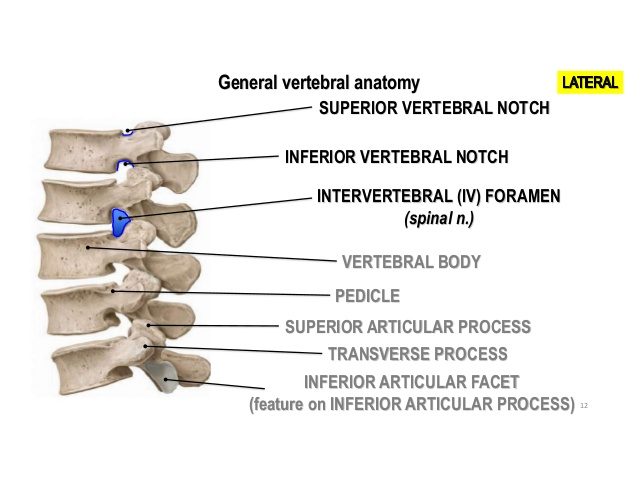 General vertebral anatomy
LATERAL
SUPERIOR VERTEBRAL NOTCH
INFERIOR VERTEBRAL NOTCH
INTERVERTEBRAL (IV) FORAMEN
(spinal n.)
VERTEBRAL BODY
PEDICLE
SUPERIOR ARTICULAR PROCESS
TRANSVERSE PROCESS
INFERIOR ARTICULAR FACET
(feature on INFERIOR ARTICULAR PROCESS)
12